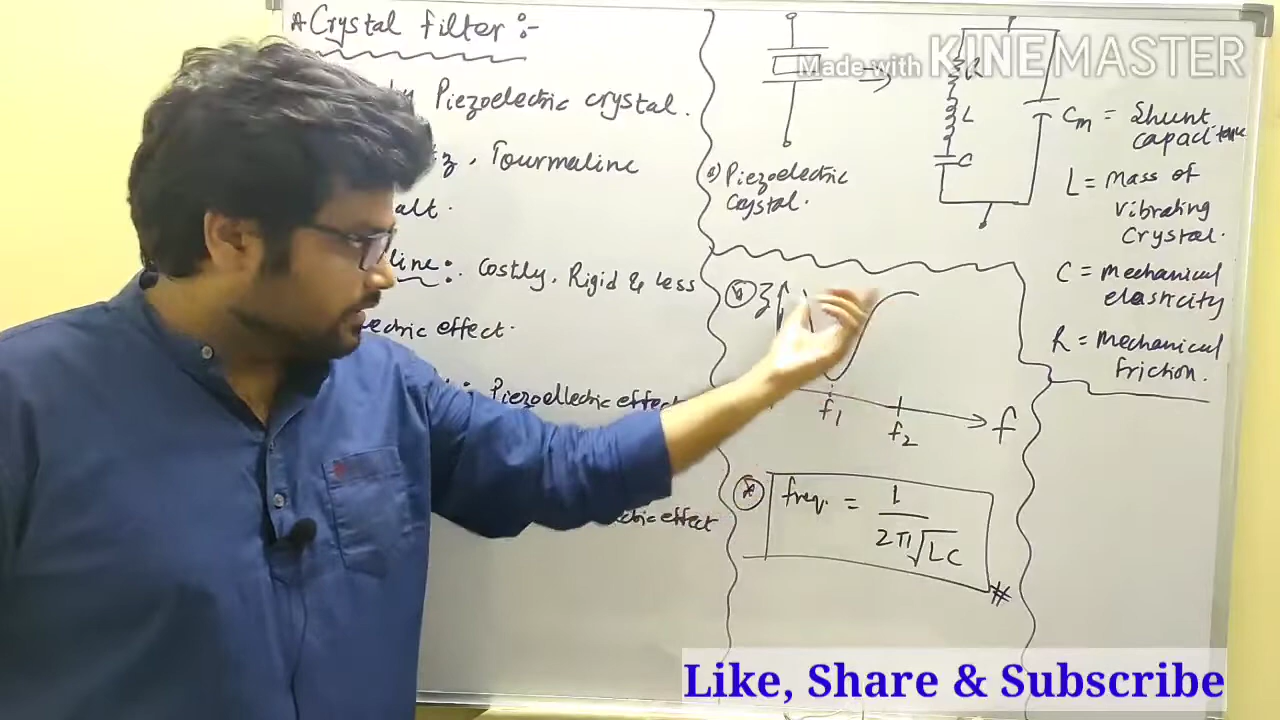 * Crystal filter :-
Piezoelectric crystal.
Tourmaline
alt.
line :. Costly, Rigid & less
ectric effect.
Piezoellectric effect
ctric effect
R
L
C
Cm = Shunt
capacitance
L = Mass of
vibrating
Crystal.
C = mechanical
elasticity
R = mechanical
friction.
Piezoelectric
Crystal.
f1
f2
f
freq. = 1
2π√LC
#
Made with KINEMASTER
Like, Share & Subscribe